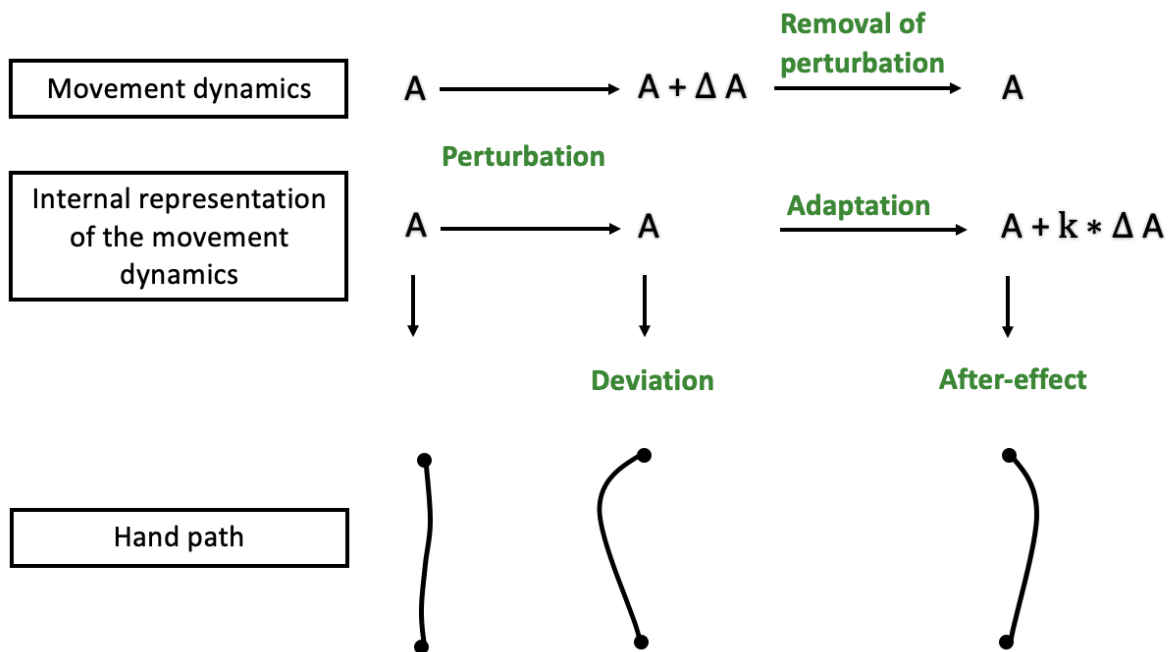 Removal of
perturbation
Movement dynamics
A
A + Δ A
A
Perturbation
Internal representation
of the movement
dynamics
A
A
Adaptation
A + k * Δ A
Deviation
After-effect
Hand path